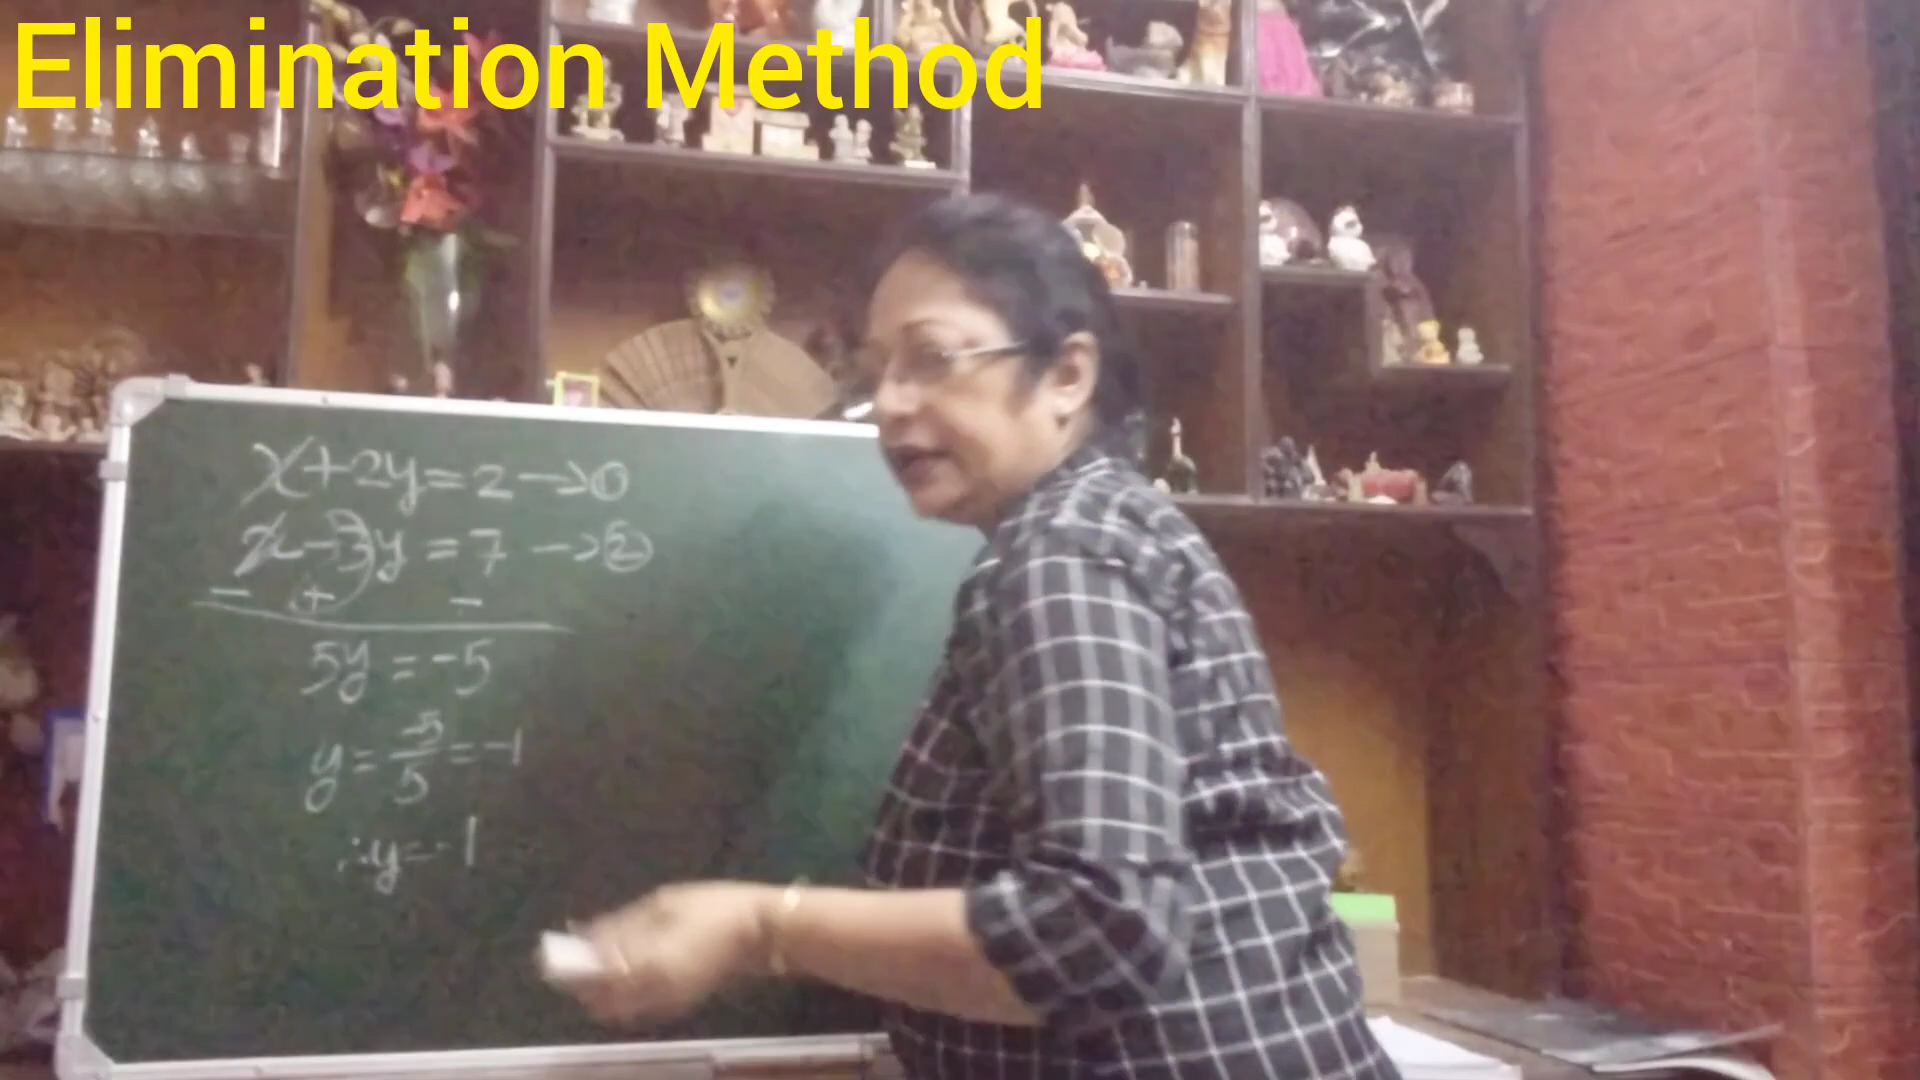 Elimination Method
x+2y=2→①
x-3y=7→②
- + -
5y=-5
y=-5/5=-1
∴y=-1